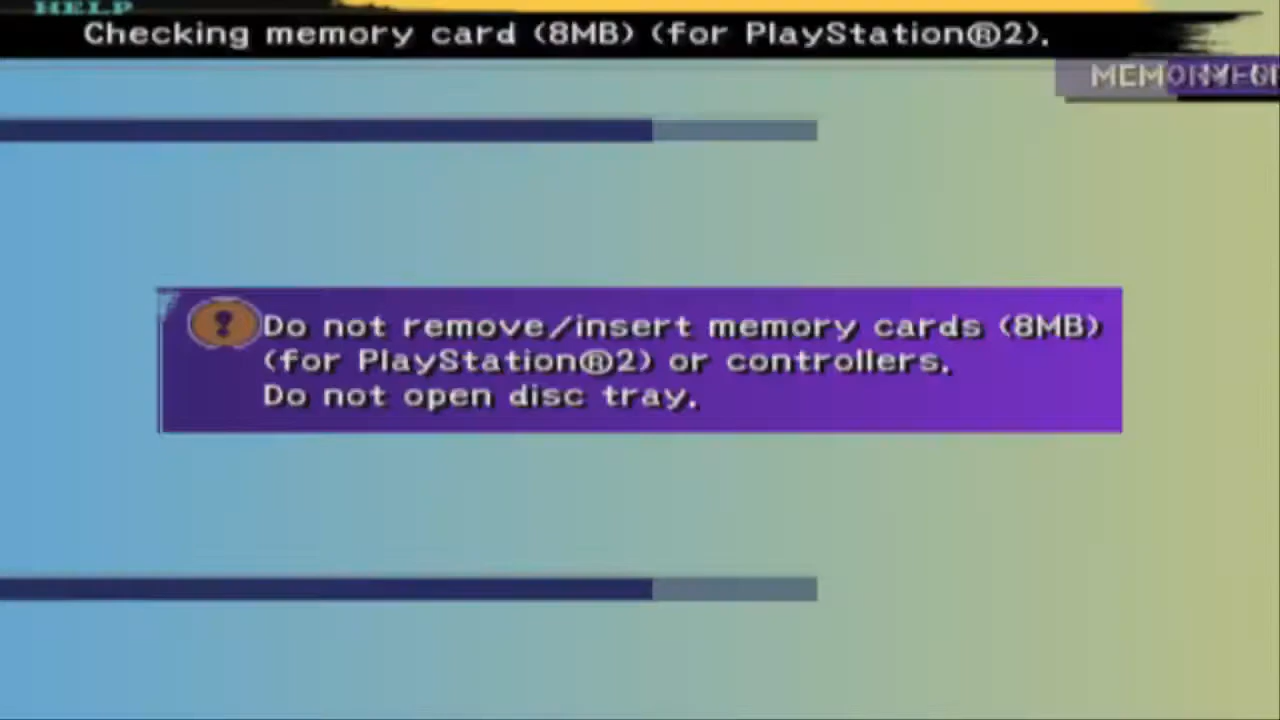 HELP
Checking memory card (8MB) (for PlayStation®2).
Do not remove/insert memory cards (8MB)
(for PlayStation®2) or controllers.
Do not open disc tray.